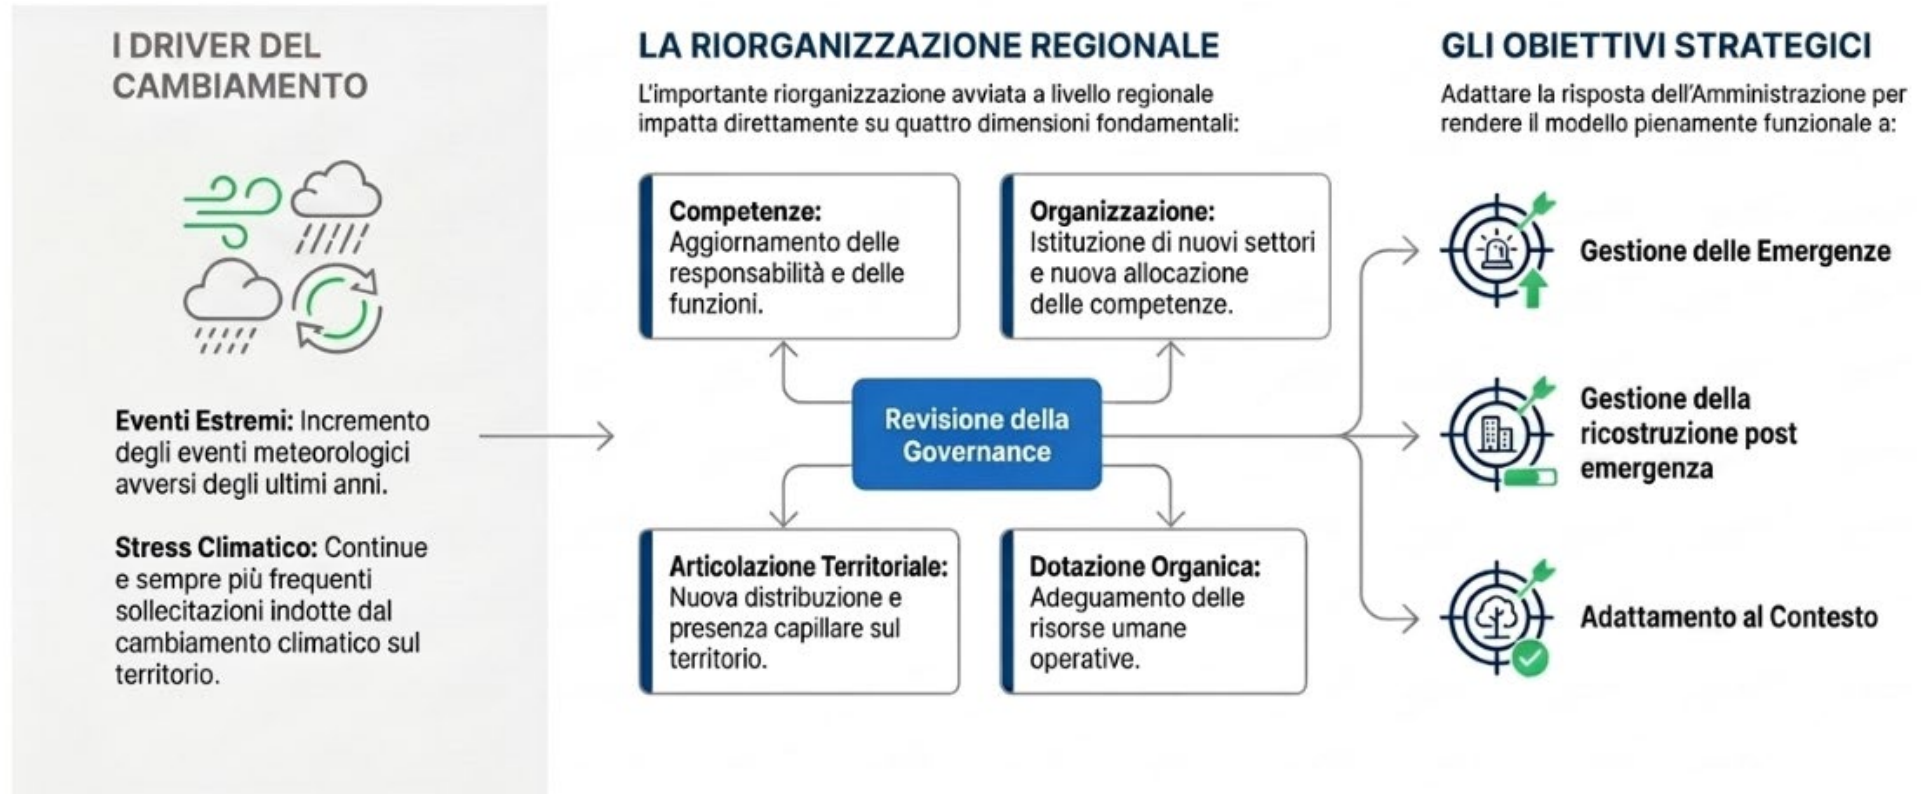 I DRIVER DEL
CAMBIAMENTO
Eventi Estremi: Incremento
degli eventi meteorologici
avversi degli ultimi anni.
Stress Climatico: Continue
e sempre più frequenti
sollecitazioni indotte dal
cambiamento climatico sul
territorio.
LA RIORGANIZZAZIONE REGIONALE
L'importante riorganizzazione avviata a livello regionale
impatta direttamente su quattro dimensioni fondamentali:
Competenze:
Aggiornamento delle
responsabilità e delle
funzioni.
Organizzazione:
Istituzione di nuovi settori
e nuova allocazione
delle competenze.
Revisione della
Governance
Articolazione Territoriale:
Nuova distribuzione e
presenza capillare sul
territorio.
Dotazione Organica:
Adeguamento delle
risorse umane
operative.
GLI OBIETTIVI STRATEGICI
Adattare la risposta dell'Amministrazione per
rendere il modello pienamente funzionale a:
Gestione delle Emergenze
Gestione della
ricostruzione post
emergenza
Adattamento al Contesto